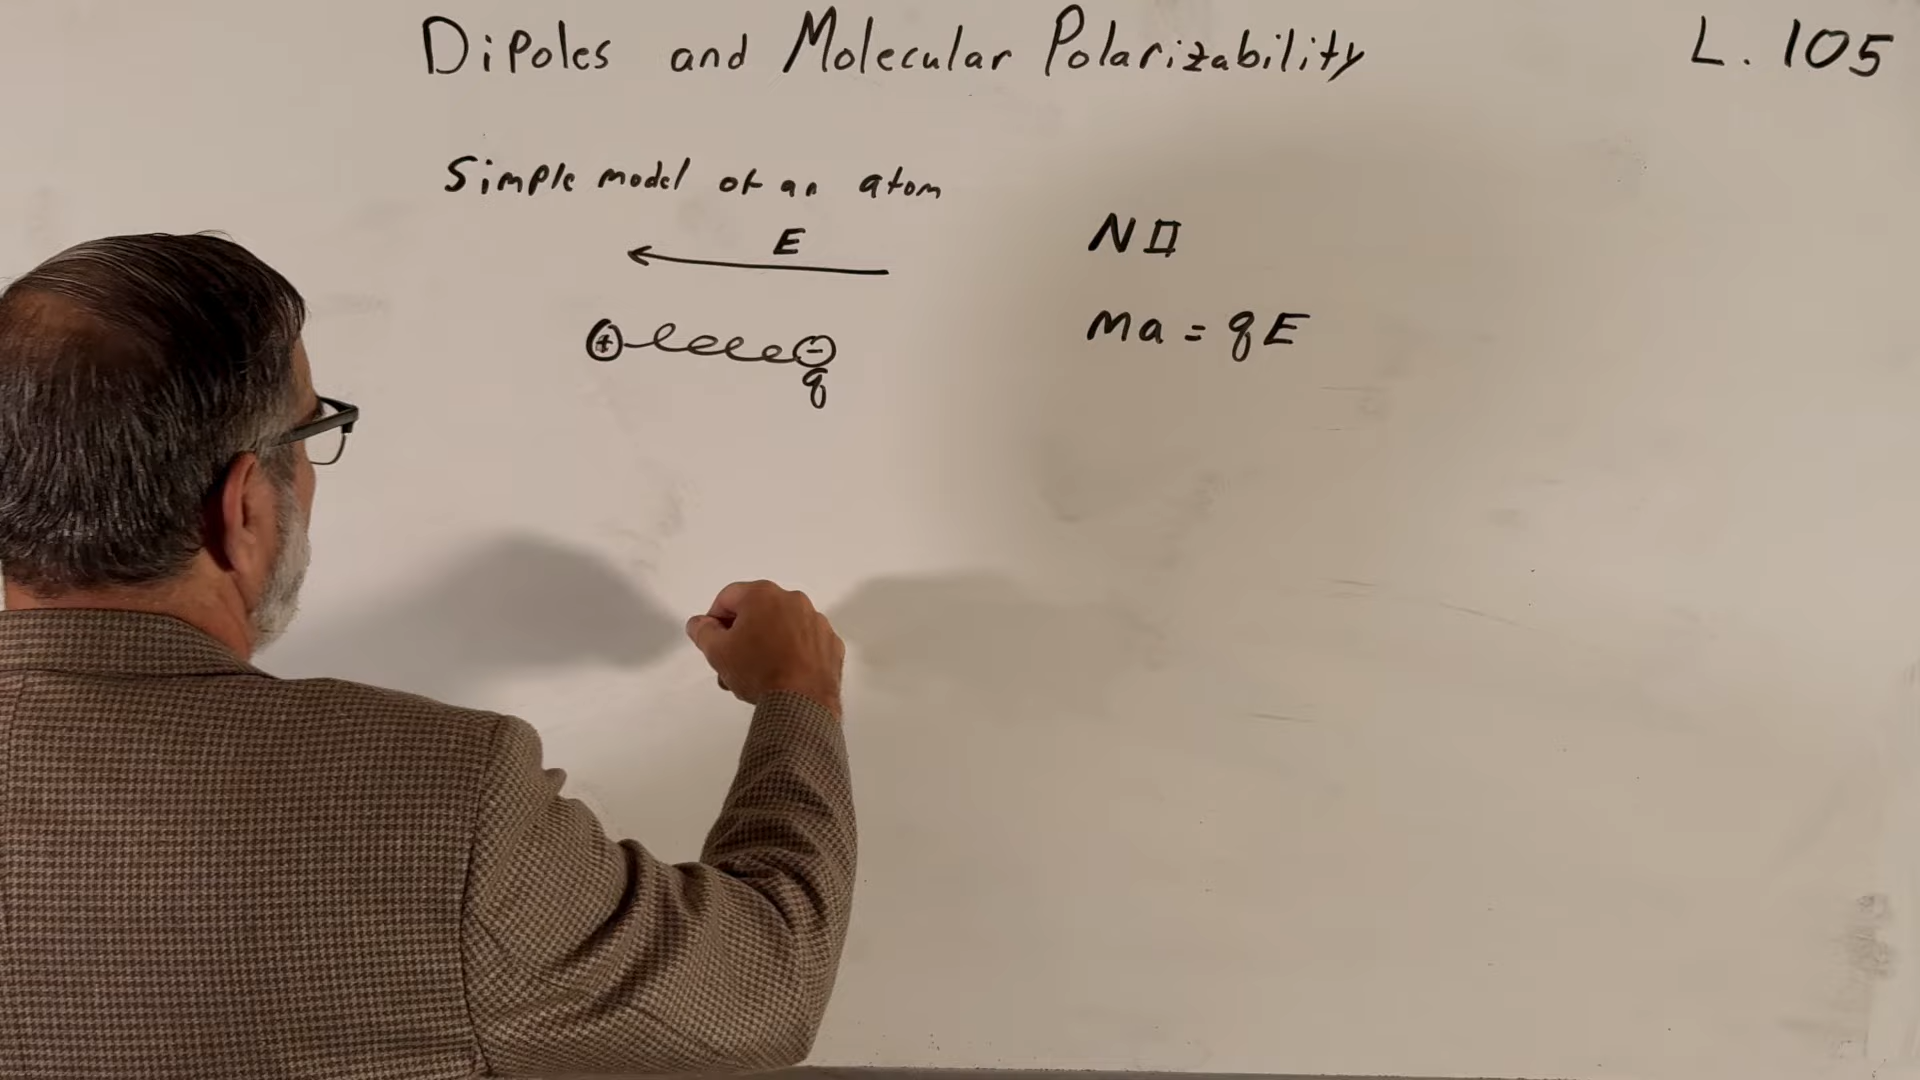 Dipoles and Molecular Polarizability
L. 105
Simple model of an atom
E
+ -
q
NII
ma = qE